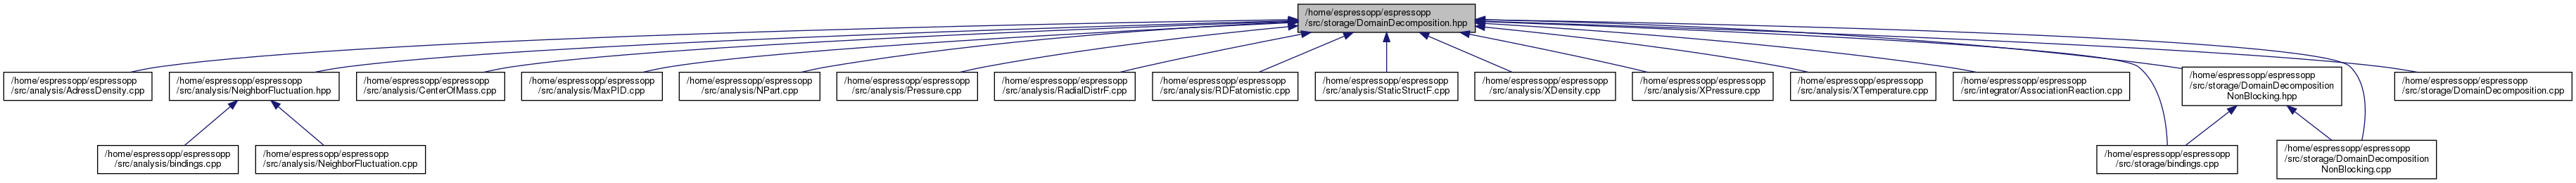 /home/espressopp/espressopp
/src/storage/DomainDecomposition.hpp
/home/espressopp/espressopp
/src/analysis/AdressDensity.cpp
/home/espressopp/espressopp
/src/analysis/NeighborFluctuation.hpp
/home/espressopp/espressopp
/src/analysis/CenterOfMass.cpp
/home/espressopp/espressopp
/src/analysis/MaxPID.cpp
/home/espressopp/espressopp
/src/analysis/NPart.cpp
/home/espressopp/espressopp
/src/analysis/Pressure.cpp
/home/espressopp/espressopp
/src/analysis/RadialDistrF.cpp
/home/espressopp/espressopp
/src/analysis/RDFatomistic.cpp
/home/espressopp/espressopp
/src/analysis/StaticStructF.cpp
/home/espressopp/espressopp
/src/analysis/XDensity.cpp
/home/espressopp/espressopp
/src/analysis/XPressure.cpp
/home/espressopp/espressopp
/src/analysis/XTemperature.cpp
/home/espressopp/espressopp
/src/integrator/AssociationReaction.cpp
/home/espressopp/espressopp
/src/storage/DomainDecomposition
NonBlocking.hpp
/home/espressopp/espressopp
/src/storage/DomainDecomposition.cpp
/home/espressopp/espressopp
/src/analysis/bindings.cpp
/home/espressopp/espressopp
/src/analysis/NeighborFluctuation.cpp
/home/espressopp/espressopp
/src/storage/bindings.cpp
/home/espressopp/espressopp
/src/storage/DomainDecomposition
NonBlocking.cpp